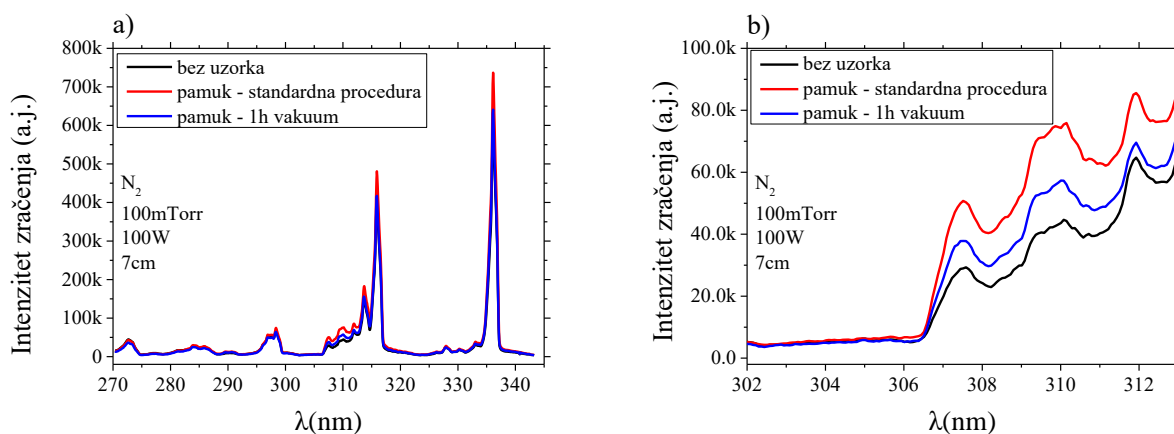 a)
Intenzitet zračenja (a.j.)
800k
700k
600k
500k
400k
300k
200k
100k
0
bez uzorka
pamuk - standardna procedura
pamuk - 1h vakuum
N₂
100mTorr
100W
7cm
270 280 290 300 310 320 330 340
λ(nm)
b)
Intenzitet zračenja (a.j.)
100.0k
80.0k
60.0k
40.0k
20.0k
0.0
bez uzorka
pamuk - standardna procedura
pamuk - 1h vakuum
N₂
100mTorr
100W
7cm
302 304 306 308 310 312
λ(nm)